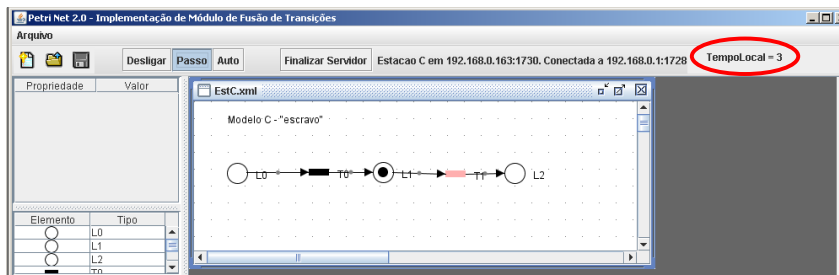 Petri Net 2.0 - Implementação de Módulo de Fusão de Transições
Arquivo
Desligar Passo Auto Finalizar Servidor Estacao C em 192.168.0.163:1730. Conectada a 192.168.0.1:1728 TempoLocal = 3
Propriedade Valor
EstC.xml
Modelo C - "escravo"
L0 T0 L1 T1 L2
Elemento Tipo
L0
L1
L2
T0